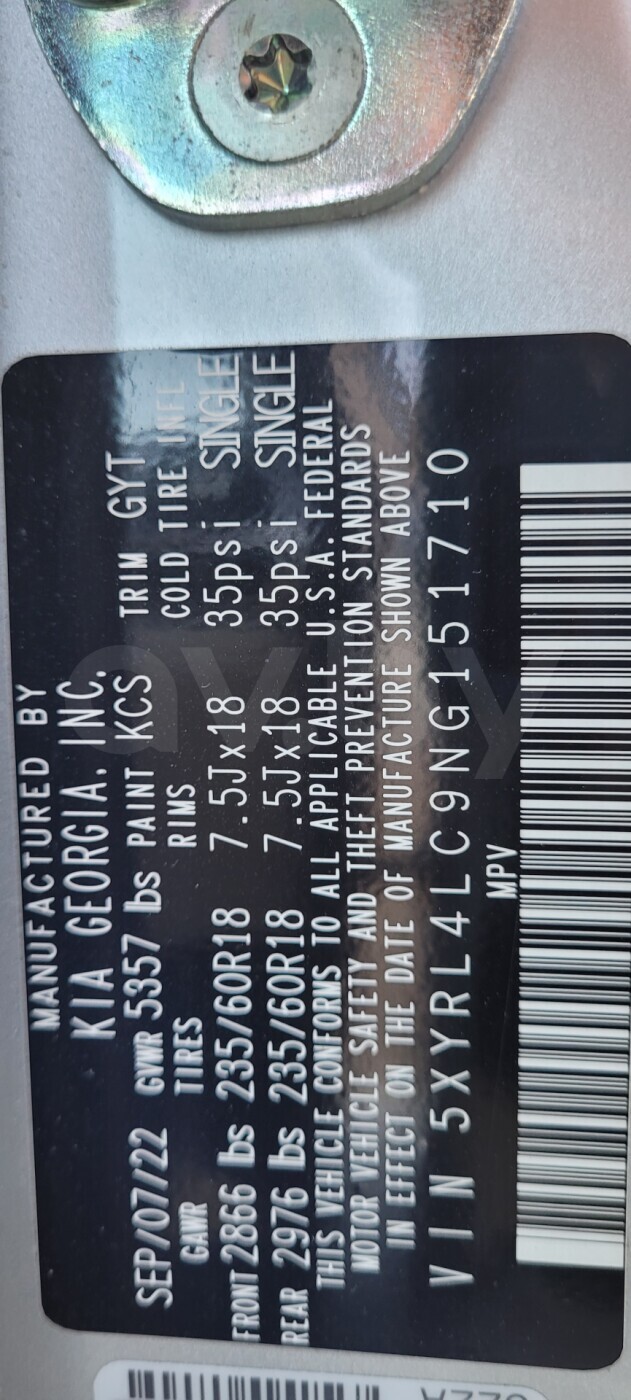 MANUFACTURED BY
KIA GEORGIA, INC.
SEP/07/22 GVWR 5357 lbs PAINT KCS TRIM GYT
GAWR TIRES RIMS COLD TIRE INFL
FRONT 2866 lbs 235/60R18 7.5Jx18 35psi SINGLE
REAR 2976 lbs 235/60R18 7.5Jx18 35psi SINGLE
THIS VEHICLE CONFORMS TO ALL APPLICABLE U.S.A. FEDERAL
MOTOR VEHICLE SAFETY AND THEFT PREVENTION STANDARDS
IN EFFECT ON THE DATE OF MANUFACTURE SHOWN ABOVE
VIN 5XYRL4LC9NG151710
MPV
av.by